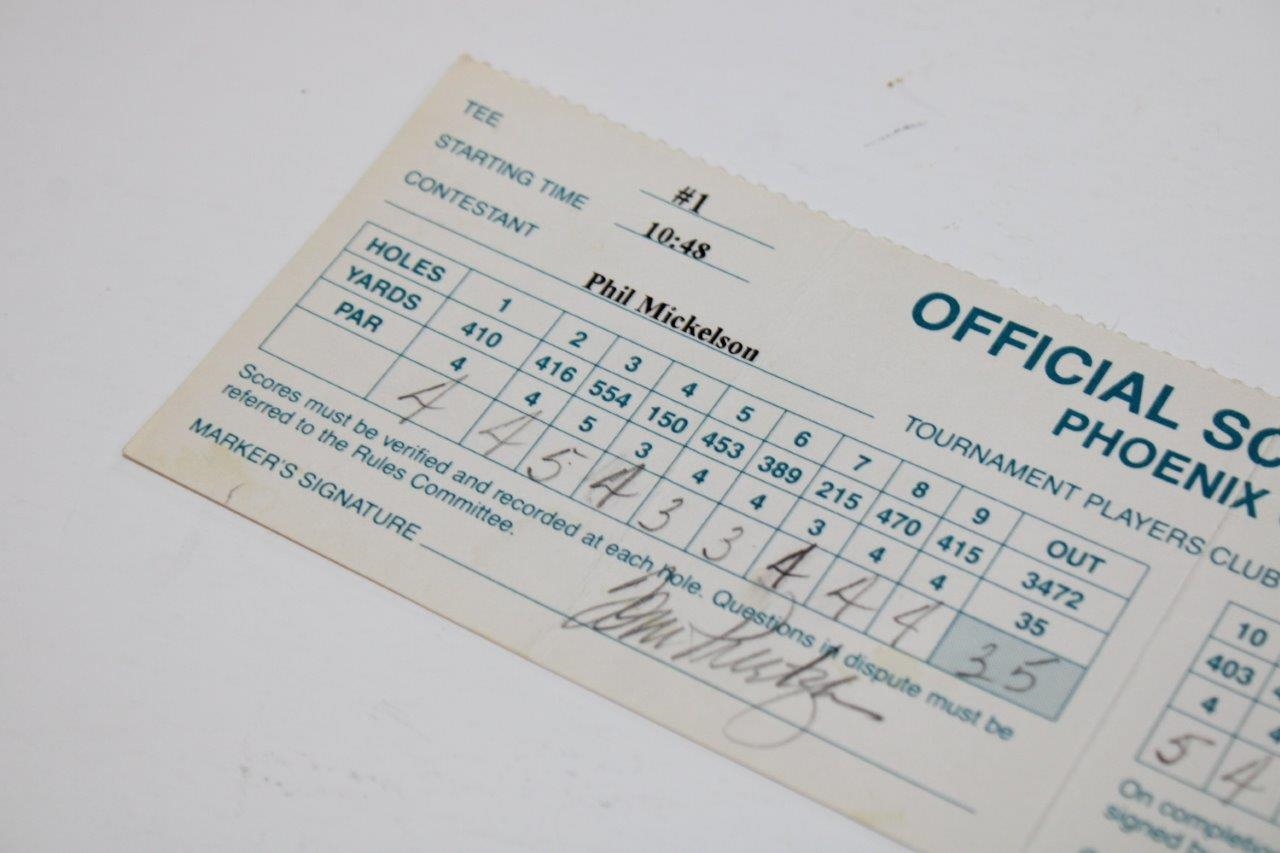 TEE #1
STARTING TIME 10:48
CONTESTANT Phil Mickelson
OFFICIAL
PHOENIX
TOURNAMENT PLAYERS CLUB
HOLES 1 2 3 4 5 6 7 8 9 OUT
YARDS 410 416 554 150 453 389 215 470 415 3472
PAR 4 4 5 3 4 4 3 4 4 35
4 4 5 4 3 3 4 4 4 35
Scores must be verified and recorded at each hole. Questions in dispute must be
referred to the Rules Committee.
MARKER'S SIGNATURE
10
403
4
5 4
On completion
signed